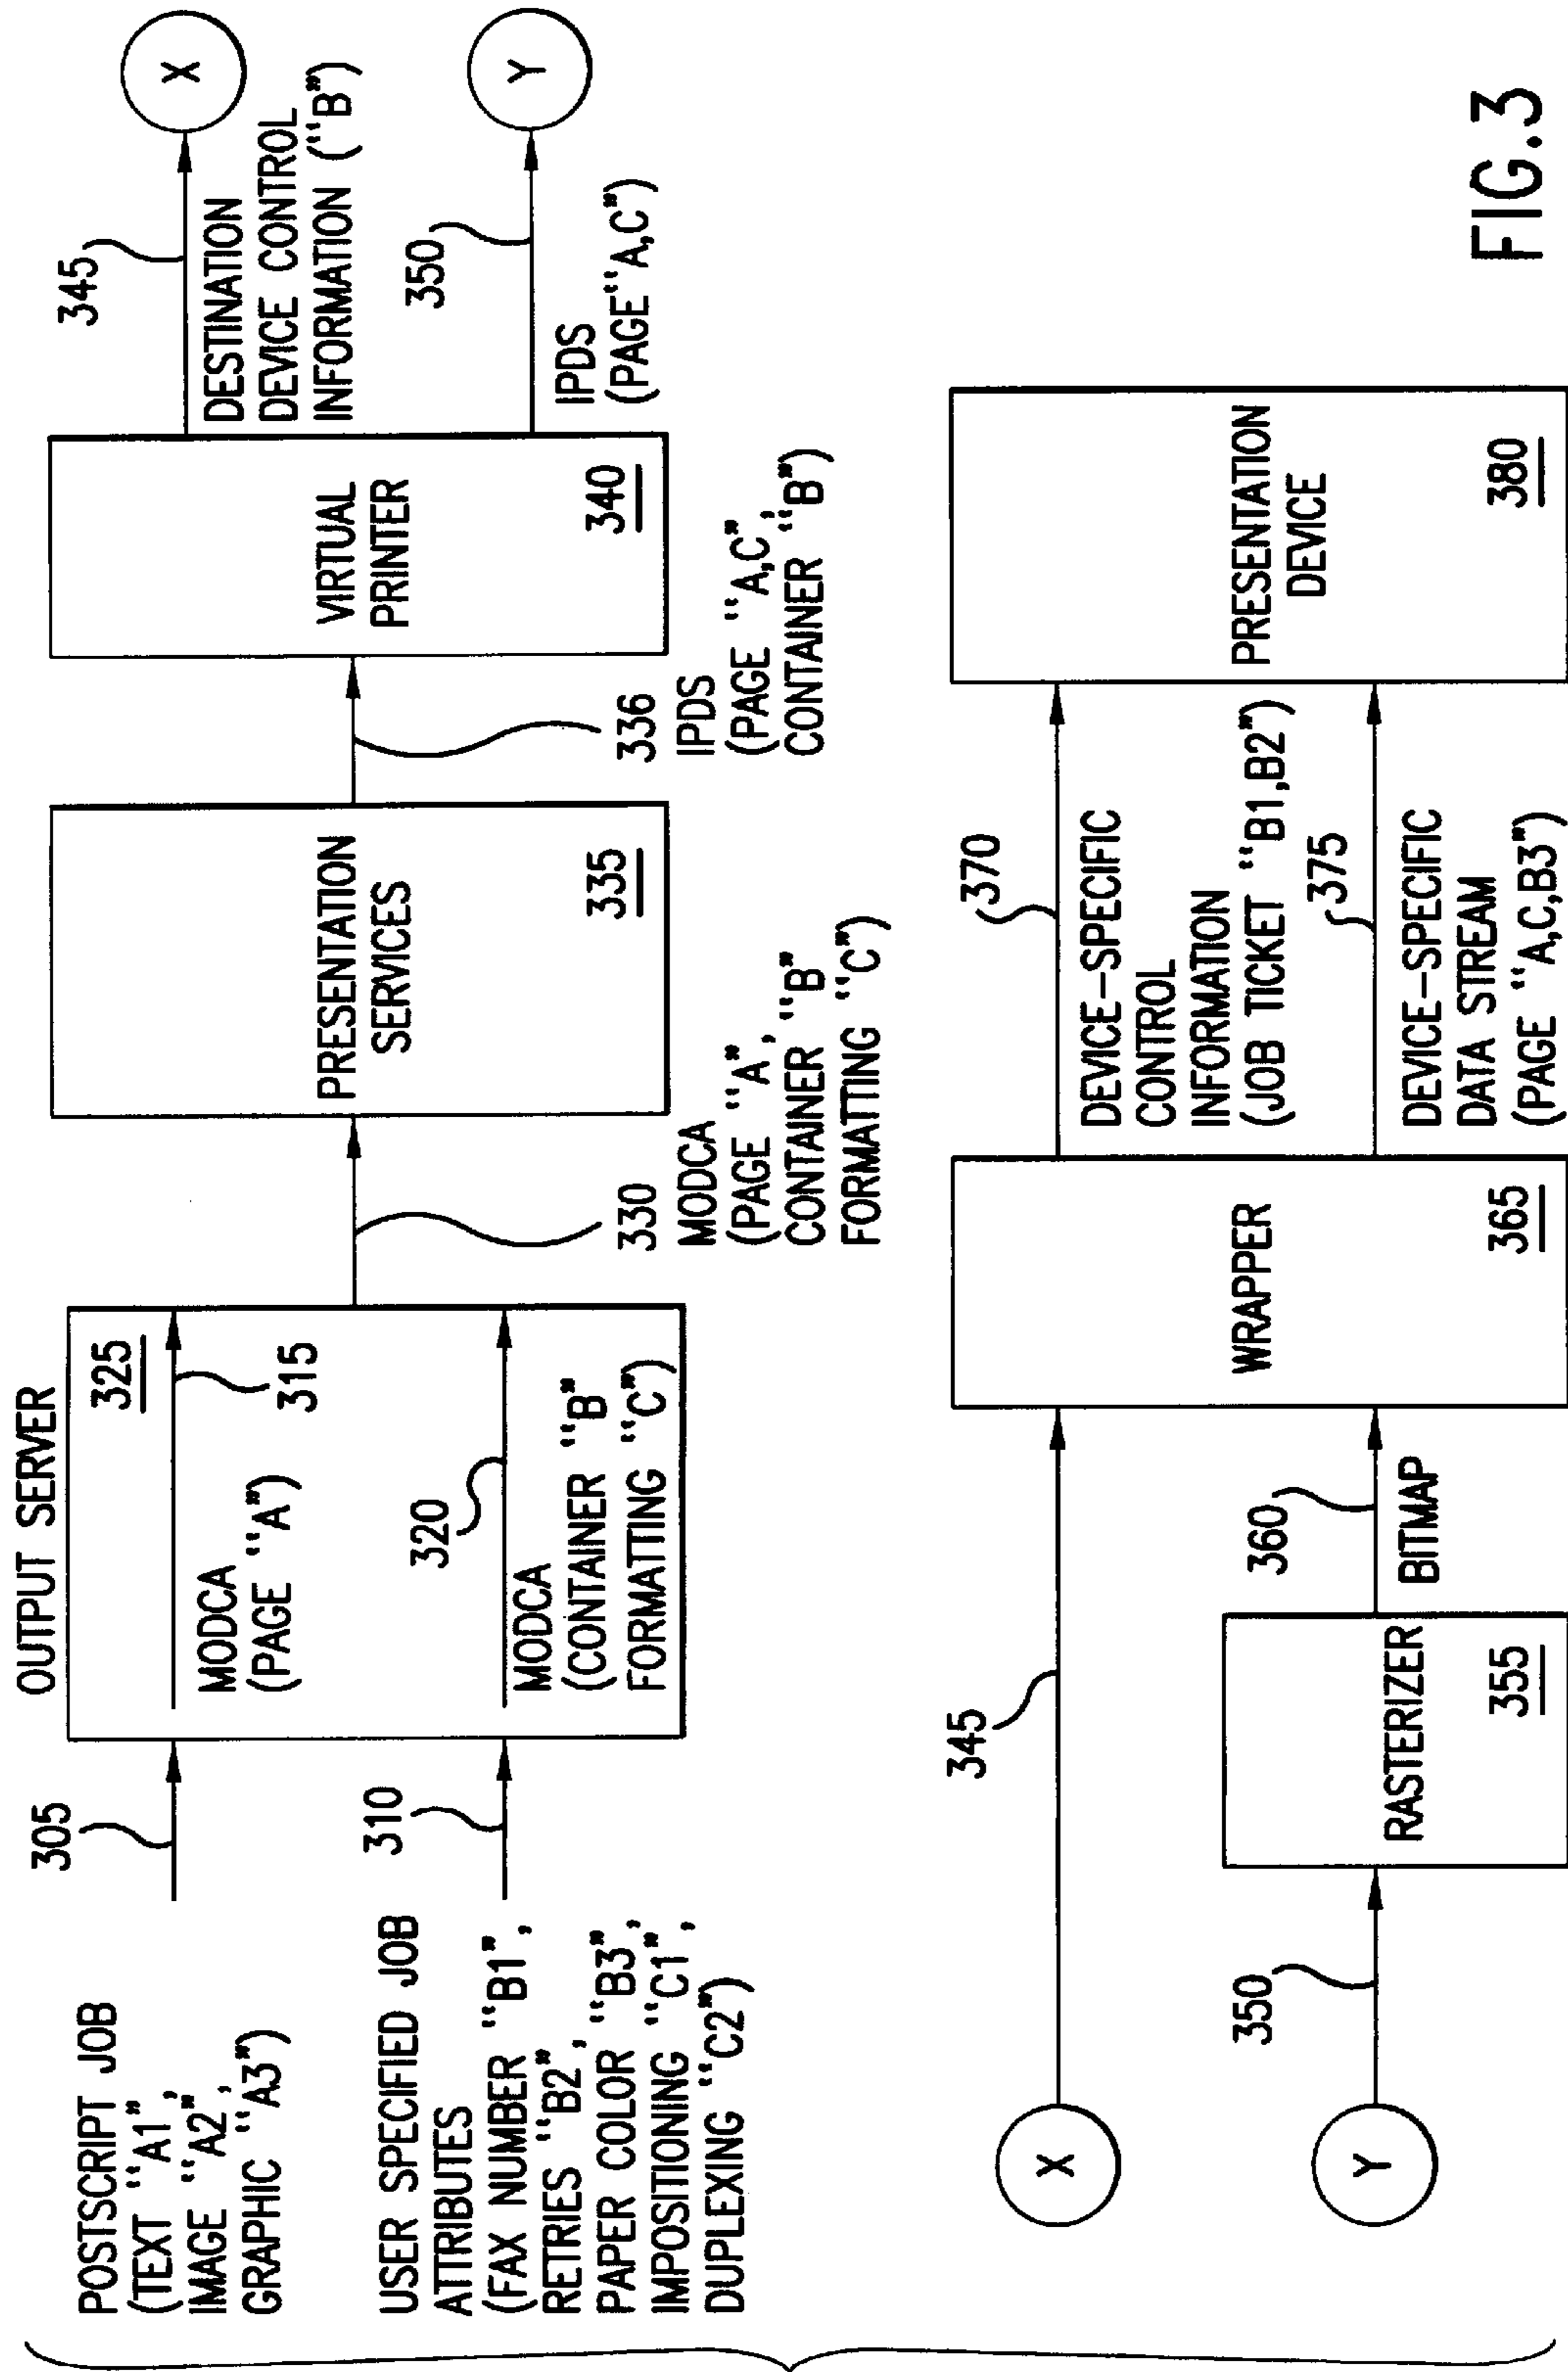 POSTSCRIPT JOB
(TEXT "A1",
IMAGE "A2",
GRAPHIC "A3")
305
USER SPECIFIED JOB
ATTRIBUTES
(FAX NUMBER "B1",
RETRIES "B2",
PAPER COLOR "B3",
IMPOSITIONING "C1",
DUPLEXING "C2")
310
OUTPUT SERVER
325
315
MODCA
(PAGE "A")
320
MODCA
(CONTAINER "B"
FORMATTING "C")
330
MODCA
(PAGE "A",
CONTAINER "B"
FORMATTING "C")
PRESENTATION
SERVICES
335
336
IPDS
(PAGE "A,C",
CONTAINER "B")
VIRTUAL
PRINTER
340
345
DESTINATION
DEVICE CONTROL
INFORMATION ("B")
X
350
IPDS
(PAGE"A,C")
Y
X
345
Y
350
RASTERIZER
355
360
BITMAP
WRAPPER
365
370
DEVICE-SPECIFIC
CONTROL
INFORMATION
(JOB TICKET "B1,B2")
375
DEVICE-SPECIFIC
DATA STREAM
(PAGE "A,C,B3")
PRESENTATION
DEVICE
380
FIG.3